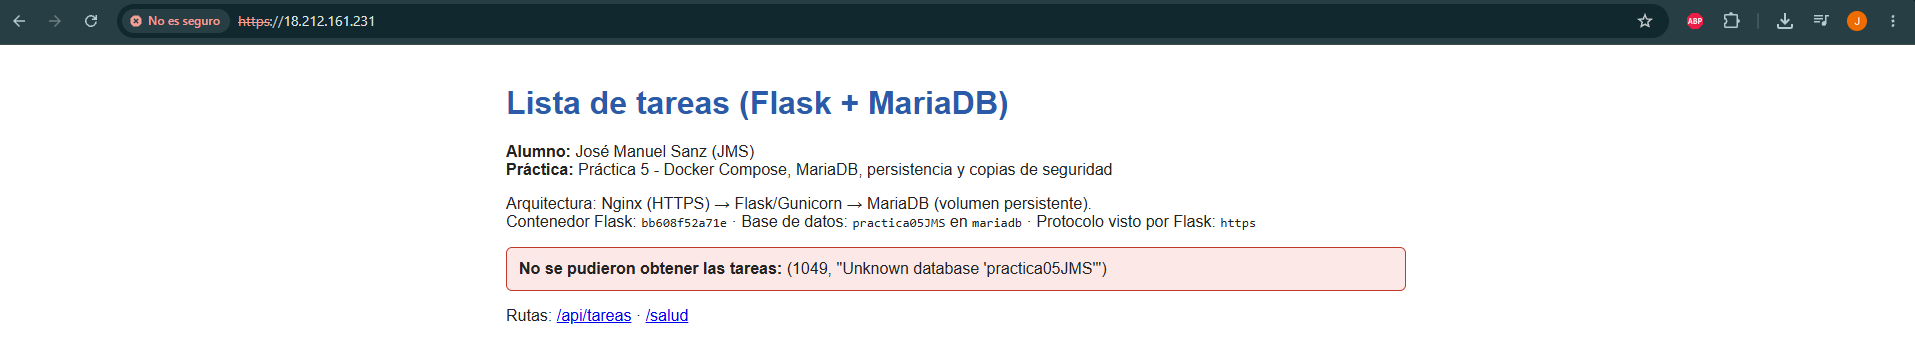 No es seguro https://18.212.161.231
ABP
J
Lista de tareas (Flask + MariaDB)
Alumno: José Manuel Sanz (JMS)
Práctica: Práctica 5 - Docker Compose, MariaDB, persistencia y copias de seguridad
Arquitectura: Nginx (HTTPS) → Flask/Gunicorn → MariaDB (volumen persistente).
Contenedor Flask: bb608f52a71e · Base de datos: practica05JMS en mariadb · Protocolo visto por Flask: https
No se pudieron obtener las tareas: (1049, "Unknown database 'practica05JMS'")
Rutas: /api/tareas · /salud